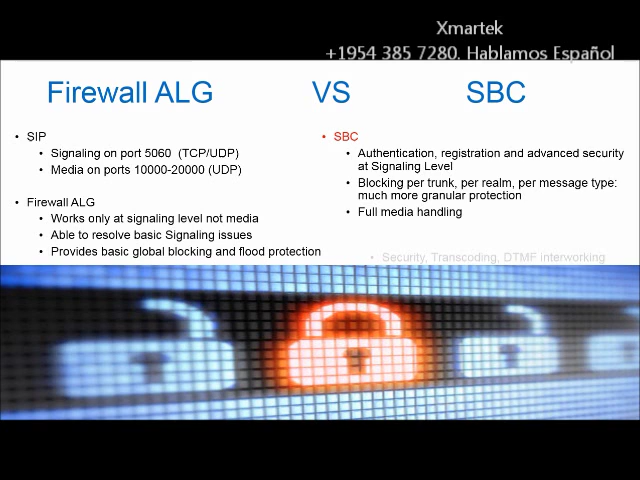 Xmartek
+1954 385 7280. Hablamos Español
Firewall ALG VS SBC
• SIP
• Signaling on port 5060 (TCP/UDP)
• Media on ports 10000-20000 (UDP)
• Firewall ALG
• Works only at signaling level not media
• Able to resolve basic Signaling issues
• Provides basic global blocking and flood protection
• SBC
• Authentication, registration and advanced security
at Signaling Level
• Blocking per trunk, per realm, per message type:
much more granular protection
• Full media handling
• Security, Transcoding, DTMF interworking